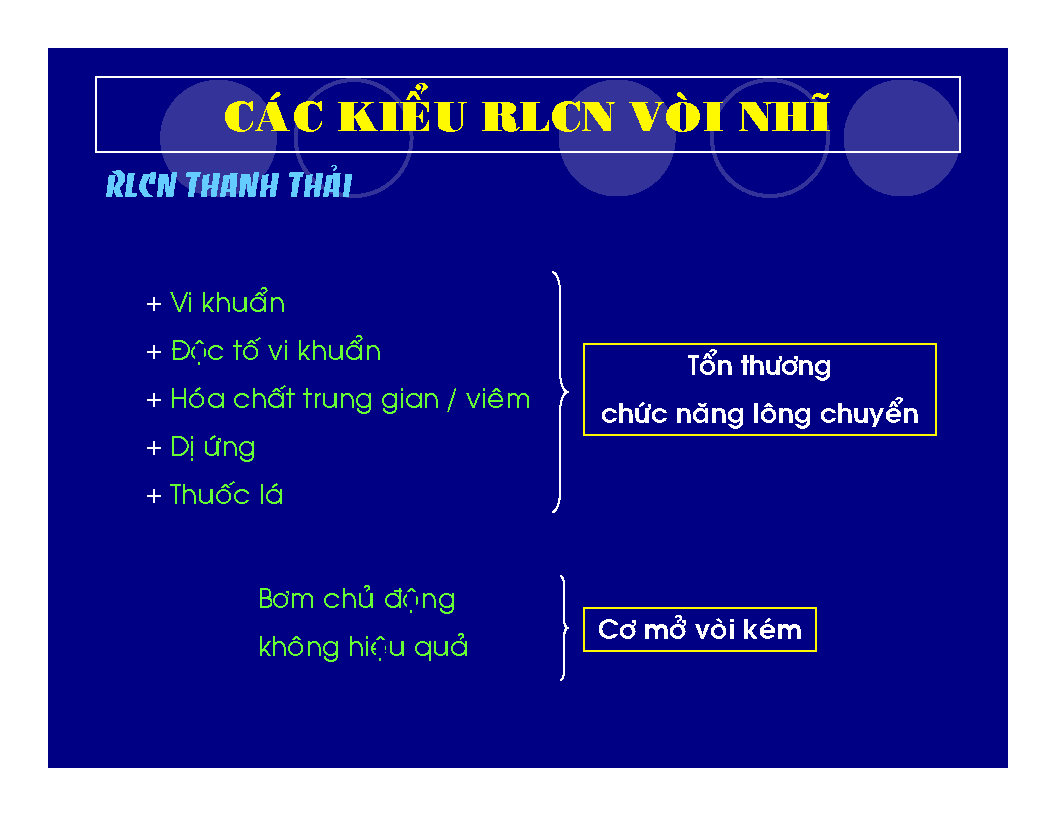 CÁC KIỂU RLCN VÒI NHĨ
RLCN THANH THẢI
+ Vi khuẩn
+ Độc tố vi khuẩn
+ Hóa chất trung gian / viêm
+ Dị ứng
+ Thuốc lá
Tổn thương
chức năng lông chuyển
Bơm chủ động
không hiệu quả
Cơ mở vòi kém